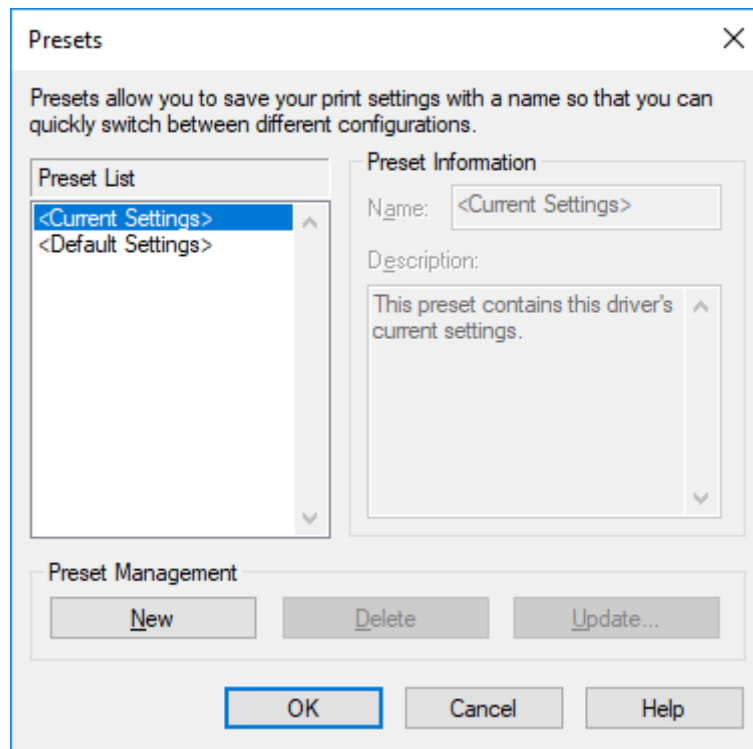 Presets
Presets allow you to save your print settings with a name so that you can
quickly switch between different configurations.
Preset List
<Current Settings>
<Default Settings>
Preset Information
Name: <Current Settings>
Description:
This preset contains this driver's
current settings.
Preset Management
New Delete Update...
OK Cancel Help